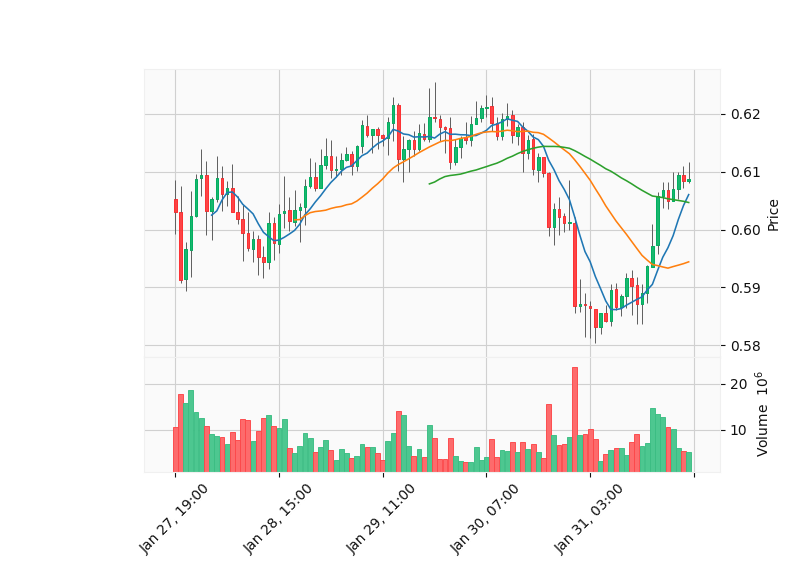 0.62
0.61
0.60
0.59
0.58
Price
20
10
Volume 10^6
Jan 27, 19:00
Jan 28, 15:00
Jan 29, 11:00
Jan 30, 07:00
Jan 31, 03:00